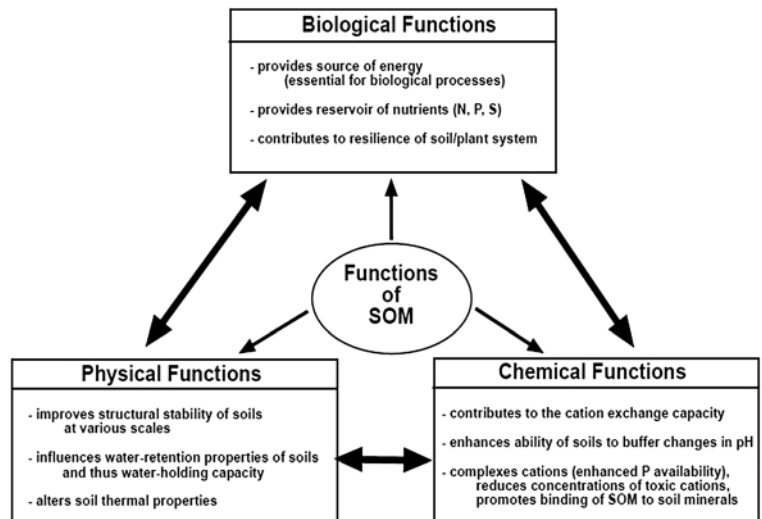 Biological Functions
- provides source of energy
(essential for biological processes)
- provides reservoir of nutrients (N, P, S)
- contributes to resilience of soil/plant system
Functions
of
SOM
Physical Functions
- improves structural stability of soils
at various scales
- influences water-retention properties of soils
and thus water-holding capacity
- alters soil thermal properties
Chemical Functions
- contributes to the cation exchange capacity
- enhances ability of soils to buffer changes in pH
- complexes cations (enhanced P availability),
reduces concentrations of toxic cations,
promotes binding of SOM to soil minerals